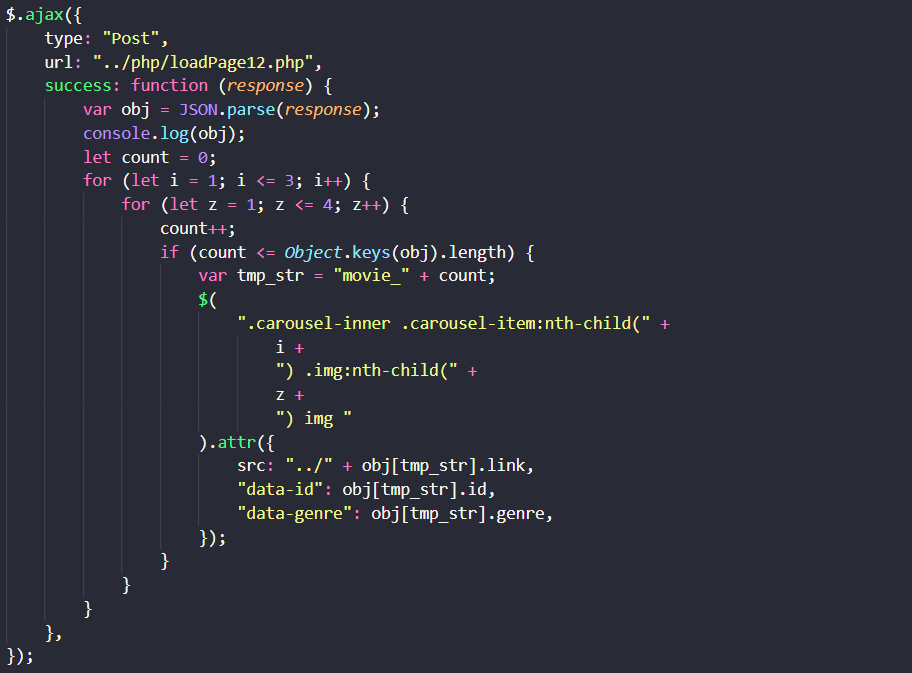 $.ajax({
    type: "Post",
    url: "../php/loadPage12.php",
    success: function (response) {
        var obj = JSON.parse(response);
        console.log(obj);
        let count = 0;
        for (let i = 1; i <= 3; i++) {
            for (let z = 1; z <= 4; z++) {
                count++;
                if (count <= Object.keys(obj).length) {
                    var tmp_str = "movie_" + count;
                    $(
                        ".carousel-inner .carousel-item:nth-child(" +
                            i +
                            ") .img:nth-child(" +
                            z +
                            ") img "
                    ).attr({
                        src: "../" + obj[tmp_str].link,
                        "data-id": obj[tmp_str].id,
                        "data-genre": obj[tmp_str].genre,
                    });
                }
            }
        }
    },
});